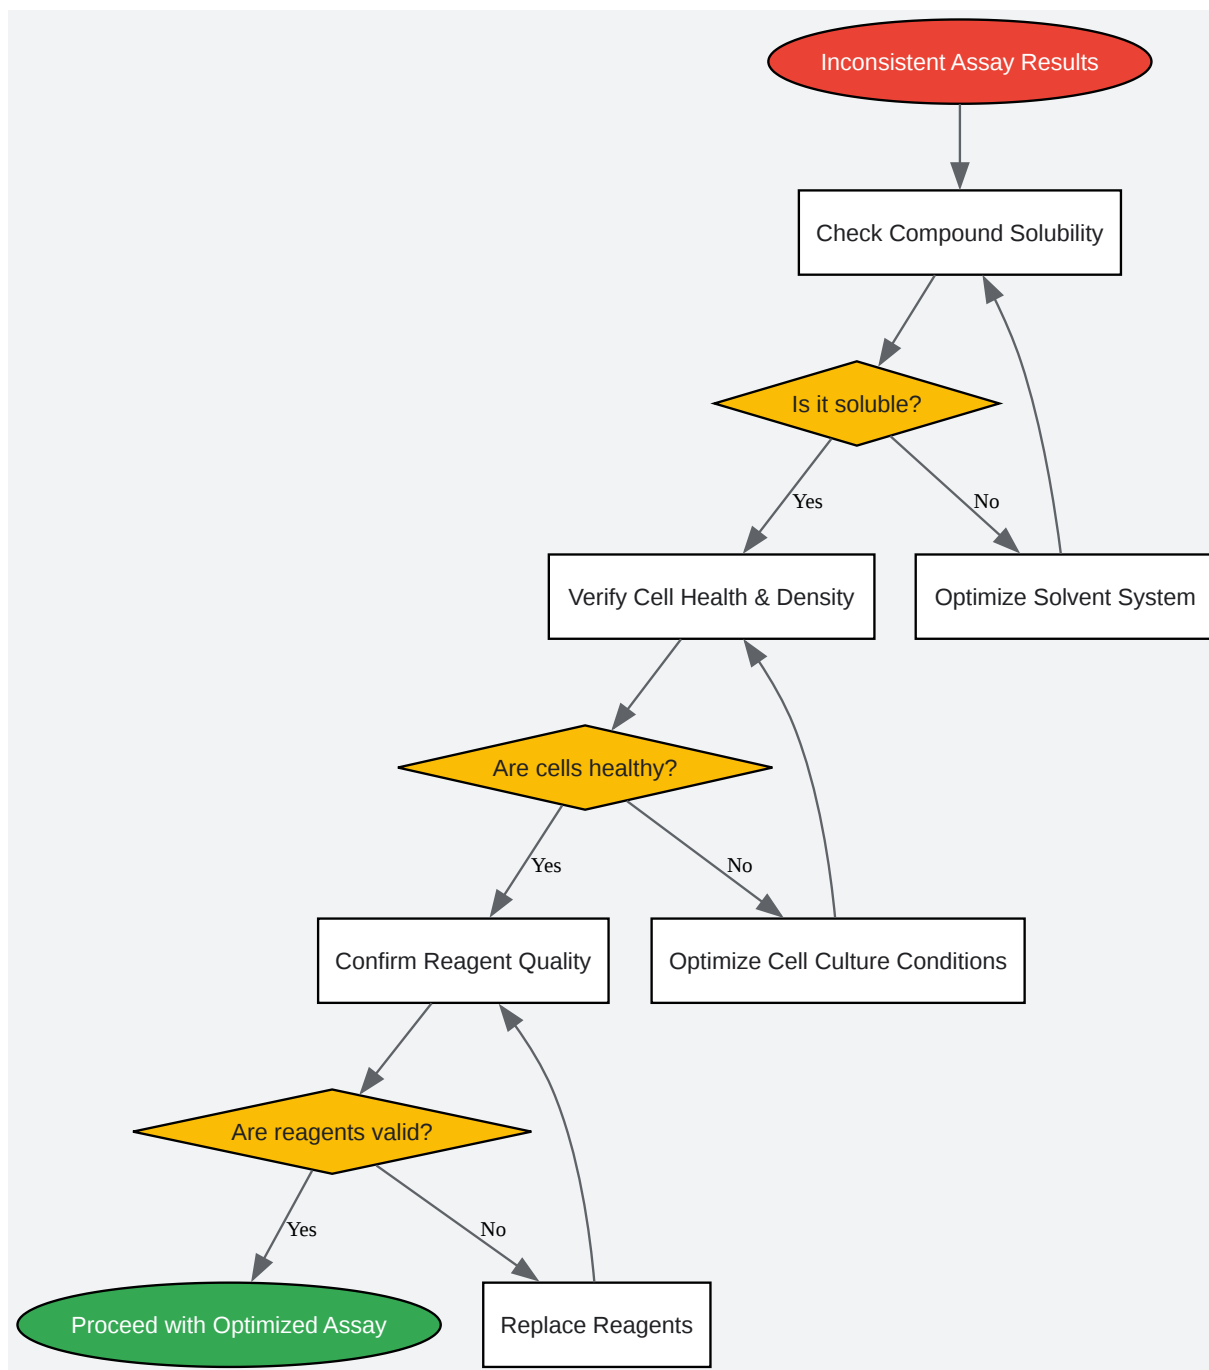 Inconsistent Assay Results
Check Compound Solubility
Is it soluble?
Yes
No
Verify Cell Health & Density
Optimize Solvent System
Are cells healthy?
Yes
No
Confirm Reagent Quality
Optimize Cell Culture Conditions
Are reagents valid?
Yes
No
Proceed with Optimized Assay
Replace Reagents